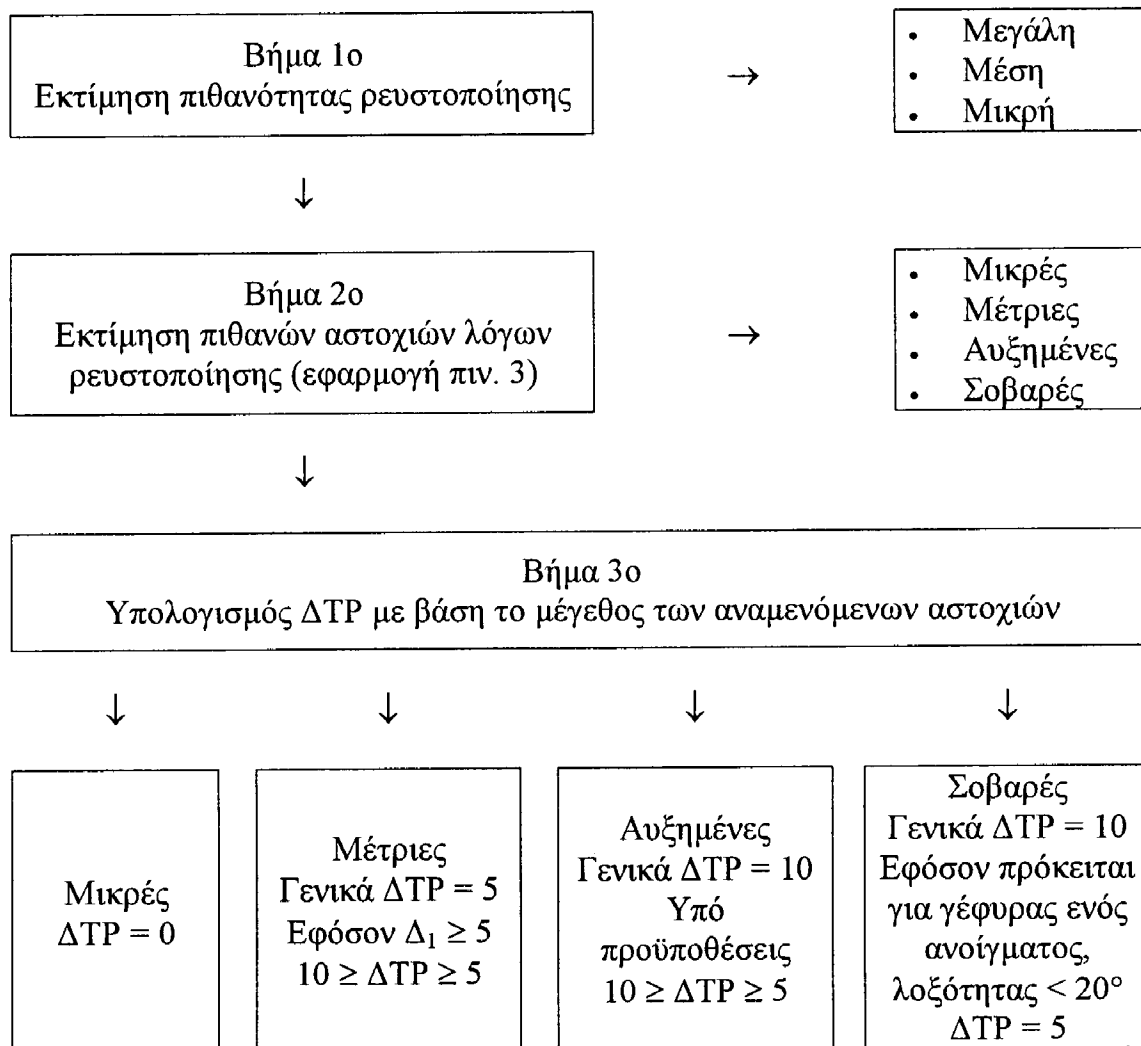 Βήμα 1ο
Εκτίμηση πιθανότητας ρευστοποίησης
→
• Μεγάλη
• Μέση
• Μικρή
↓
Βήμα 2ο
Εκτίμηση πιθανών αστοχιών λόγων
ρευστοποίησης (εφαρμογή πιν. 3)
→
• Μικρές
• Μέτριες
• Αυξημένες
• Σοβαρές
↓
Βήμα 3ο
Υπολογισμός ΔΤΡ με βάση το μέγεθος των αναμενόμενων αστοχιών
↓ ↓ ↓ ↓
Μικρές
ΔΤΡ = 0
Μέτριες
Γενικά ΔΤΡ = 5
Εφόσον Δ₁ ≥ 5
10 ≥ ΔΤΡ ≥ 5
Αυξημένες
Γενικά ΔΤΡ = 10
Υπό
προϋποθέσεις
10 ≥ ΔΤΡ ≥ 5
Σοβαρές
Γενικά ΔΤΡ = 10
Εφόσον πρόκειται
για γέφυρας ενός
ανοίγματος,
λοξότητας < 20°
ΔΤΡ = 5